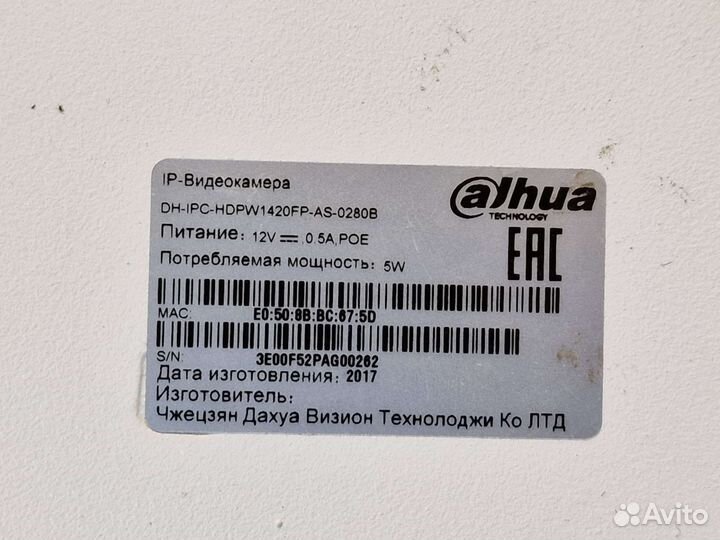 IP-Видеокамера
alhua
TECHNOLOGY
DH-IPC-HDPW1420FP-AS-0280B
Питание: 12V 0.5A,POE
EAC
Потребляемая мощность: 5W
MAC: E0:50:8B:BC:67:5D
S/N: 3E00F52PAG00262
Дата изготовления: 2017
Изготовитель:
Чжецзян Дахуа Визион Технолоджи Ко ЛТД
Avito